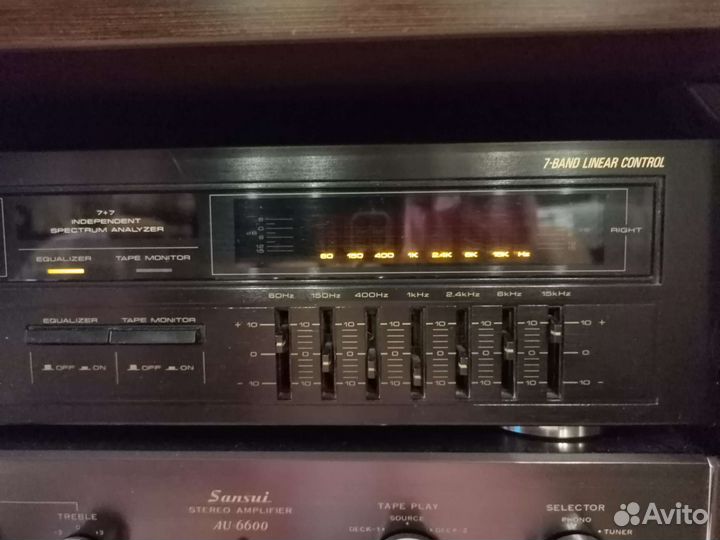 7-BAND LINEAR CONTROL
7+7
INDEPENDENT
SPECTRUM ANALYZER
RIGHT
dB
EQUALIZER TAPE MONITOR
60 150 400 1K 2.4K 6K 15K Hz
60Hz 150Hz 400Hz 1kHz 2.4kHz 6kHz 15kHz
EQUALIZER TAPE MONITOR
+ 10 10 10 10 10 10 10 10 +
0 0 0 0 0 0 0 0
- 10 10 10 10 10 10 10 10 -
OFF ON OFF ON
Sansui
STEREO AMPLIFIER
AU-6600
TREBLE
-3 0 +3
TAPE PLAY
SOURCE
DECK-1 DECK-2
SELECTOR
PHONO
TUNER
Avito